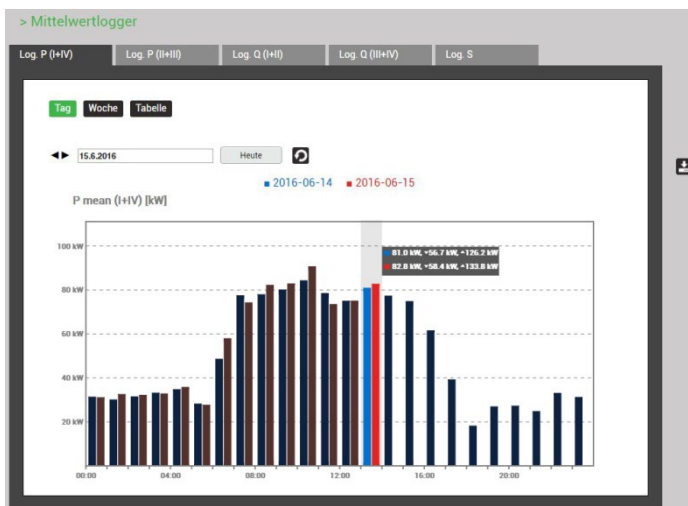 > Mittelwertlogger
Log. P (I+IV) Log. P (II+III) Log. Q (I+II) Log. Q (III+IV) Log. S
Tag Woche Tabelle
◀▶ 15.6.2016 Heute
2016-06-14 2016-06-15
P mean (I+IV) [kW]
100 kW
81.0 kW, 56.7 kW, 126.2 kW
82.8 kW, 58.4 kW, 133.8 kW
80 kW
60 kW
40 kW
20 kW
00:00 04:00 08:00 12:00 16:00 20:00